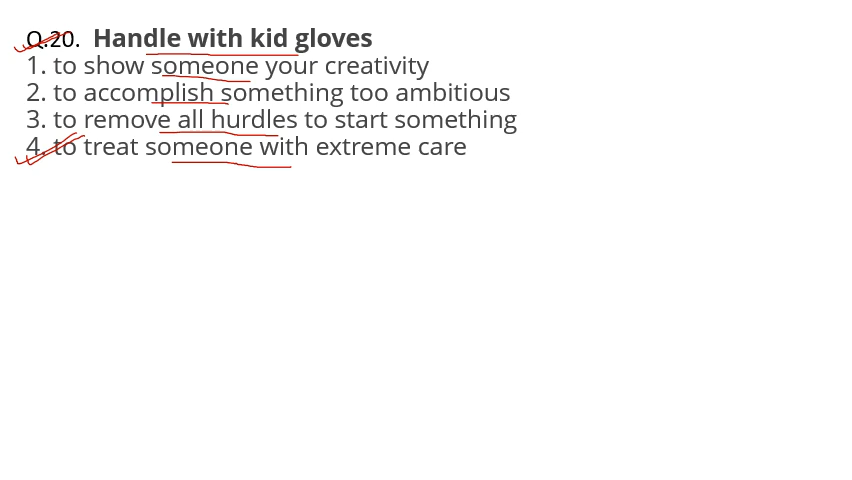 Q.20. Handle with kid gloves
1. to show someone your creativity
2. to accomplish something too ambitious
3. to remove all hurdles to start something
4. to treat someone with extreme care